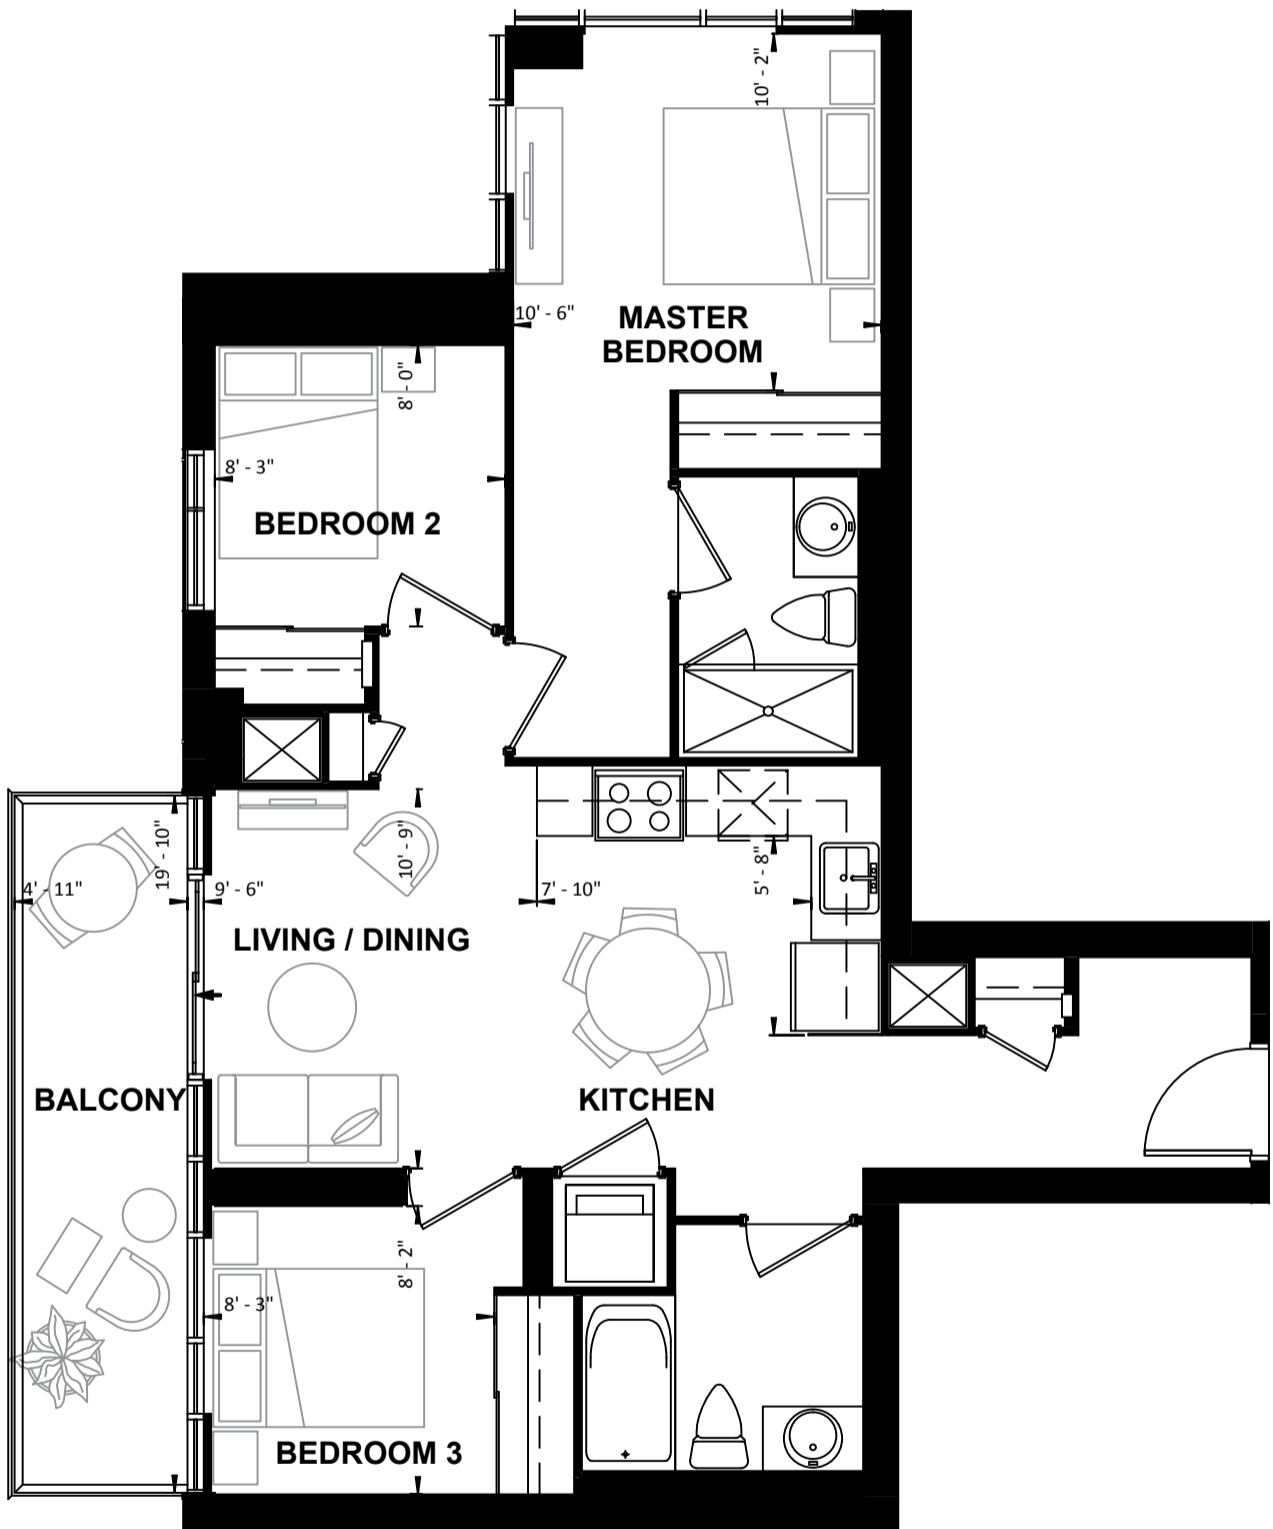 10' - 2"
10' - 6"
MASTER
BEDROOM
8' - 0"
8' - 3"
BEDROOM 2
19' - 10"
4' - 11"
9' - 6"
10' - 9"
7' - 10"
5' - 8"
LIVING / DINING
BALCONY
KITCHEN
8' - 2"
8' - 3"
BEDROOM 3